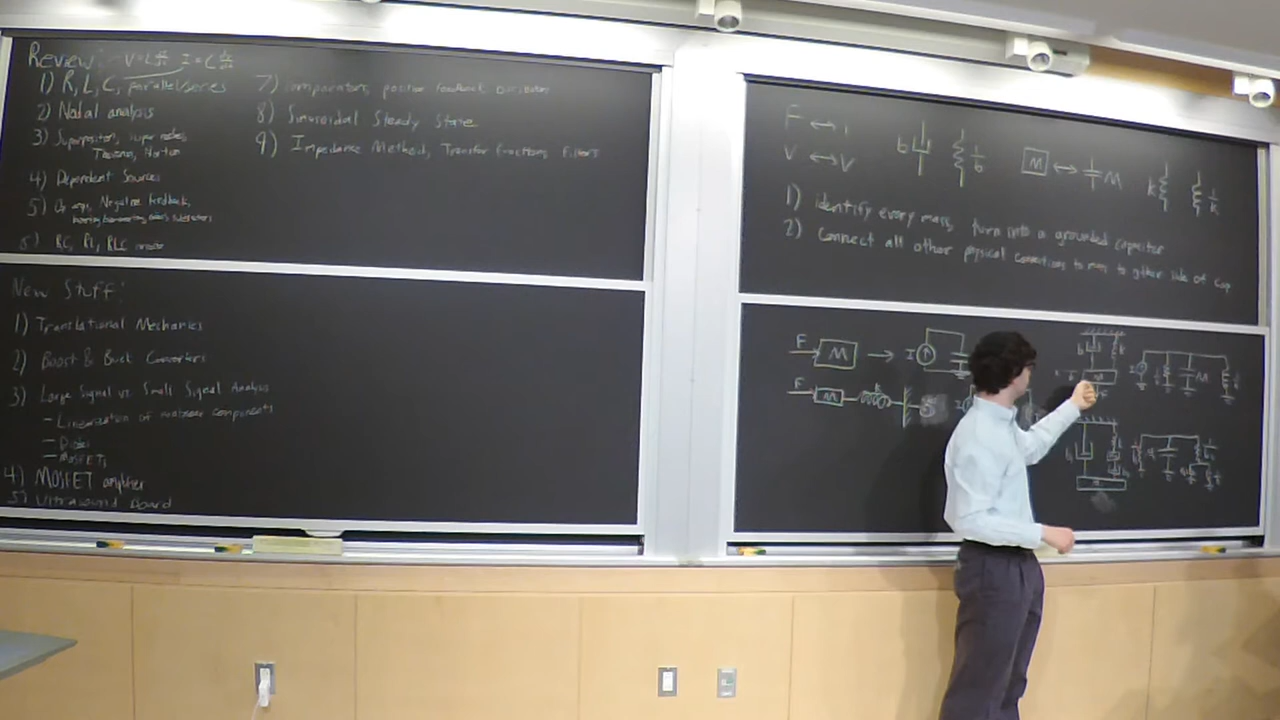 Review: V=L di/dt I=C dv/dt
1) R, L, C, parallel/series
2) Nodal analysis
3) Superposition, super nodes,
Thevenin, Norton
4) Dependent Sources
5) Op amps, Negative feedback,
6) RC, RL, RLC
7) Comparators, positive feedback, oscillators
8) Sinusoidal Steady State
9) Impedance Method, Transfer functions, Filters
New Stuff:
1) Translational Mechanics
2) Boost & Buck Converters
3) Large Signal vs. Small Signal Analysis
- Linearization of nonlinear components
- Diodes
- MOSFETs
4) MOSFET amplifier
5) Ultrasound Board
F ↔ i
V ↔ V
b 1/b M ↔ M k 1/k
1) identify every mass, turn into a grounded capacitor
2) Connect all other physical connections to mass to other side of cap
F M → I
F M k